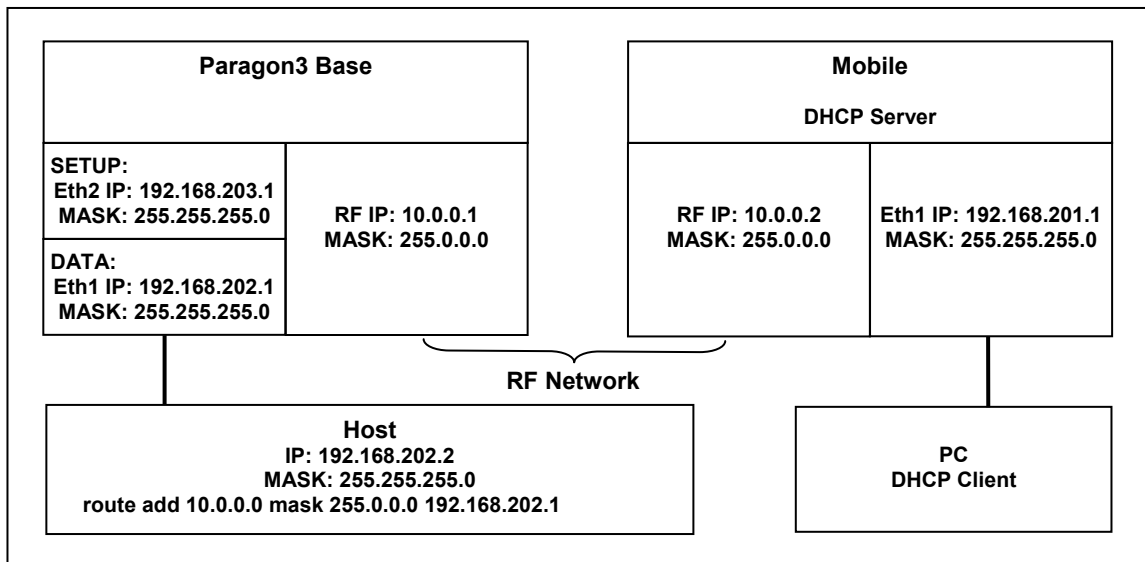 Paragon3 Base
SETUP:
Eth2 IP: 192.168.203.1
MASK: 255.255.255.0
DATA:
Eth1 IP: 192.168.202.1
MASK: 255.255.255.0
RF IP: 10.0.0.1
MASK: 255.0.0.0
Mobile
DHCP Server
RF IP: 10.0.0.2
MASK: 255.0.0.0
Eth1 IP: 192.168.201.1
MASK: 255.255.255.0
RF Network
Host
IP: 192.168.202.2
MASK: 255.255.255.0
route add 10.0.0.0 mask 255.0.0.0 192.168.202.1
PC
DHCP Client